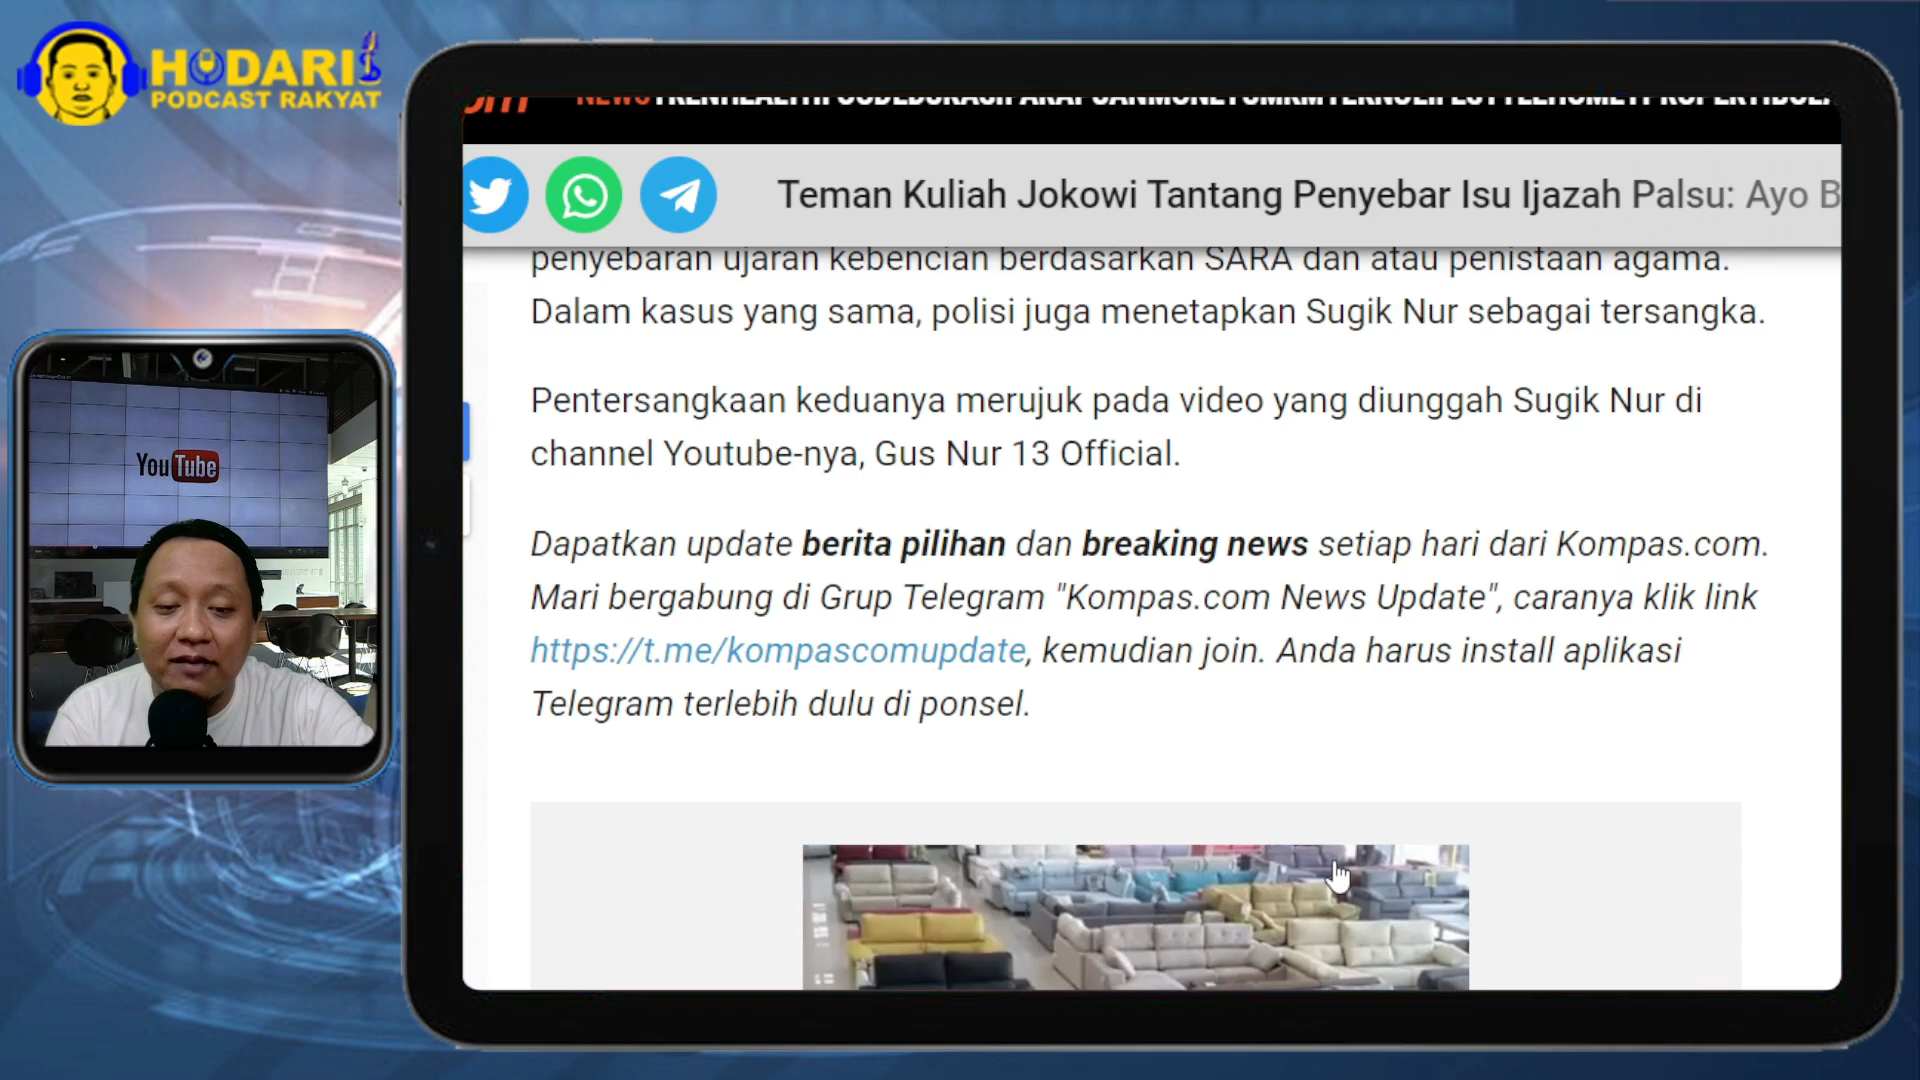 HODARI
PODCAST RAKYAT
YouTube
NEWS
Teman Kuliah Jokowi Tantang Penyebar Isu Ijazah Palsu: Ayo B
penyebaran ujaran kebencian berdasarkan SARA dan atau penistaan agama.
Dalam kasus yang sama, polisi juga menetapkan Sugik Nur sebagai tersangka.
Pentersangkaan keduanya merujuk pada video yang diunggah Sugik Nur di
channel Youtube-nya, Gus Nur 13 Official.
Dapatkan update berita pilihan dan breaking news setiap hari dari Kompas.com.
Mari bergabung di Grup Telegram "Kompas.com News Update", caranya klik link
https://t.me/kompascomupdate, kemudian join. Anda harus install aplikasi
Telegram terlebih dulu di ponsel.